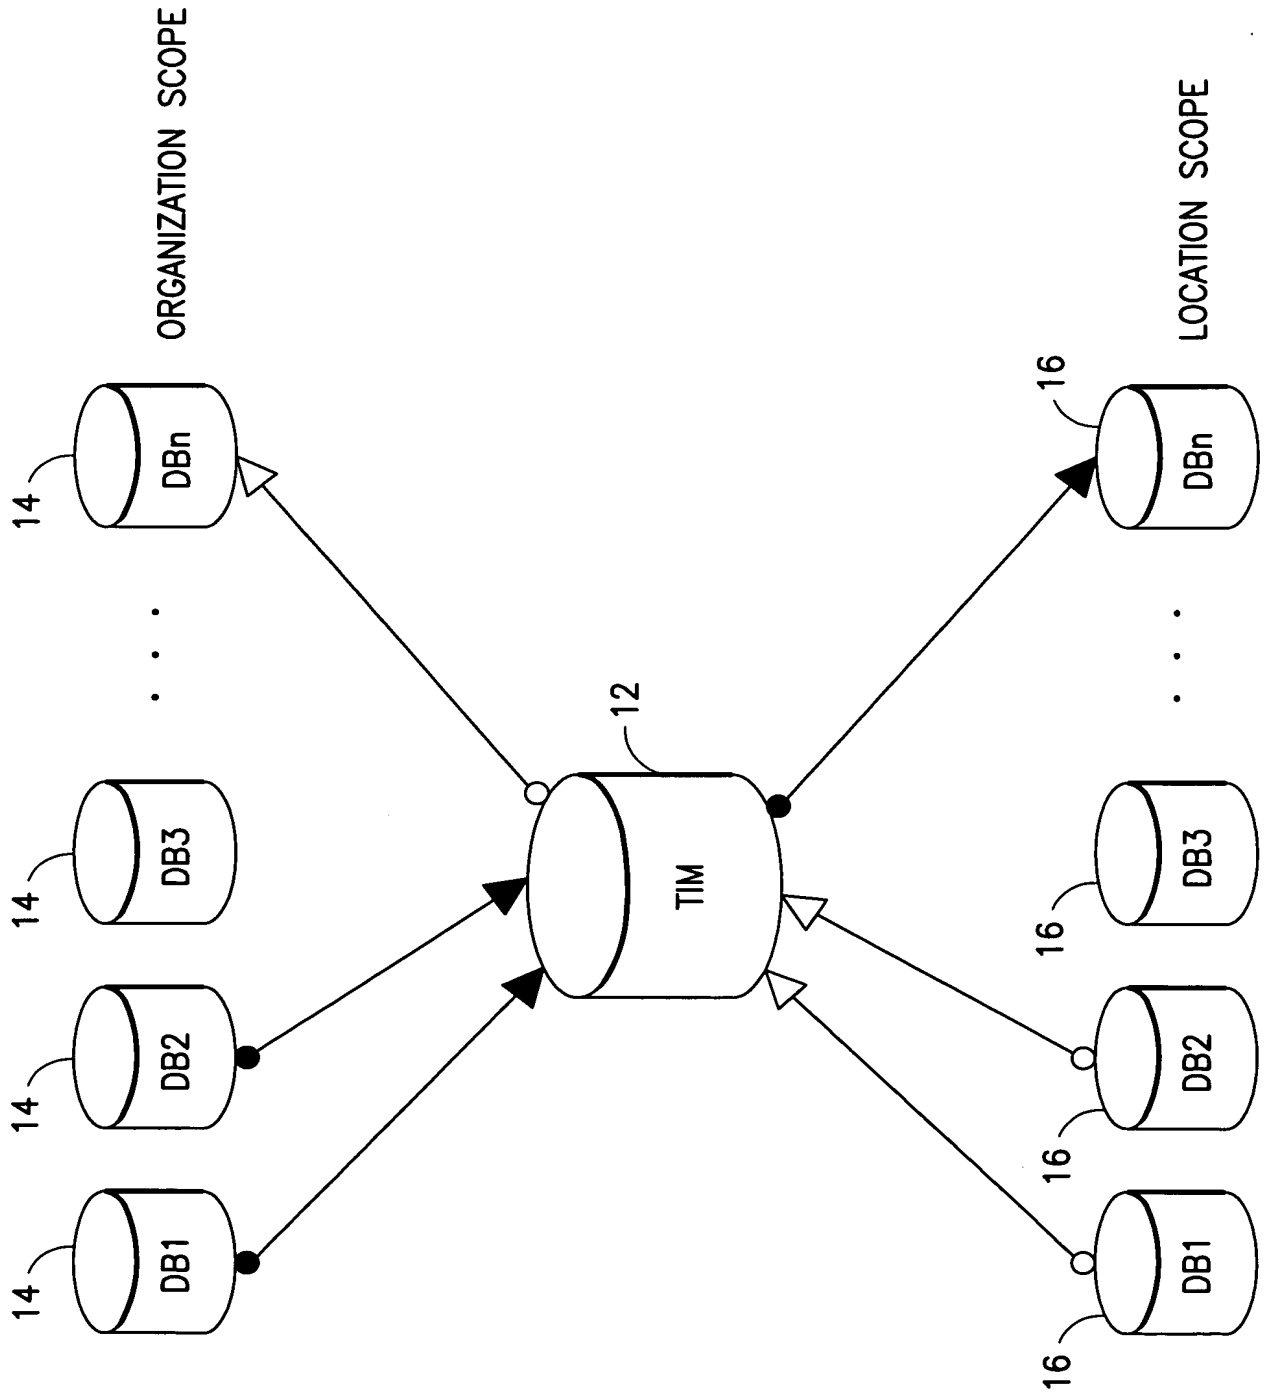 14
14
14
14
DB1
DB2
DB3
. . .
DBn
ORGANIZATION SCOPE
12
TIM
16
16
16
16
DB1
DB2
DB3
. . .
DBn
LOCATION SCOPE